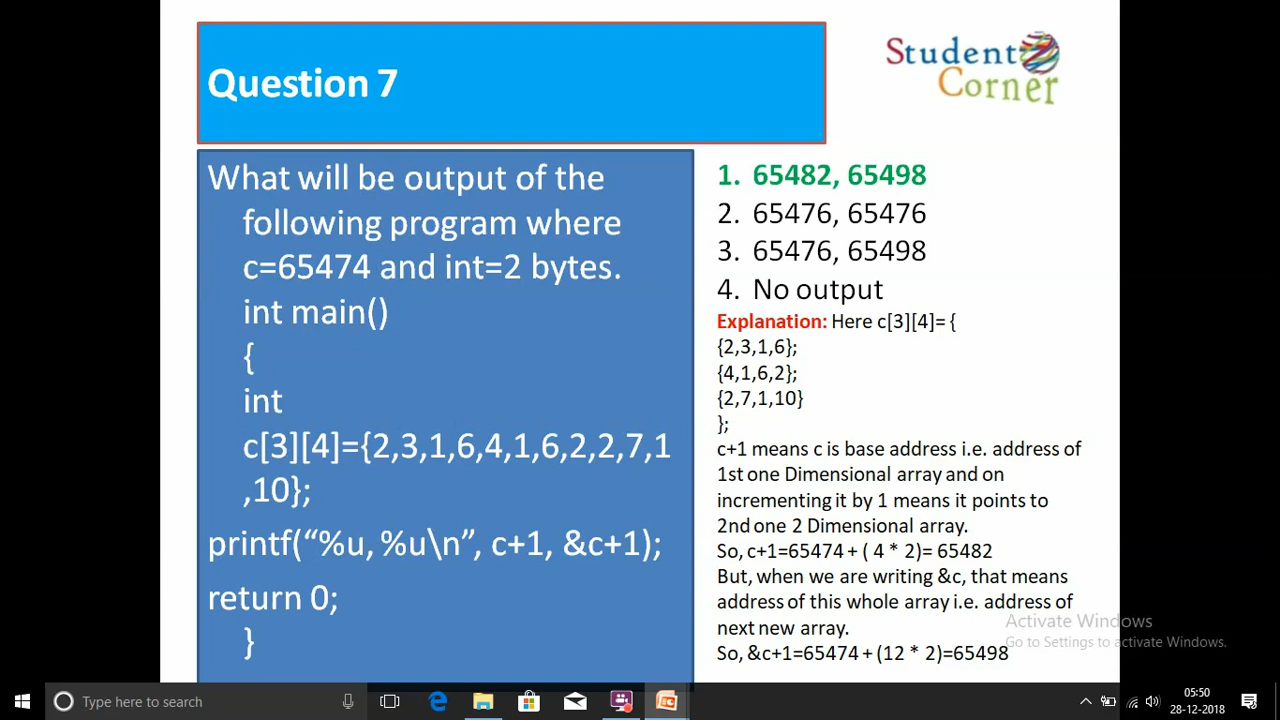 Question 7
Student
Corner
What will be output of the
following program where
c=65474 and int=2 bytes.
int main()
{
int
c[3][4]={2,3,1,6,4,1,6,2,2,7,1
,10};
printf(“%u, %u\n”, c+1, &c+1);
return 0;
}
1. 65482, 65498
2. 65476, 65476
3. 65476, 65498
4. No output
Explanation: Here c[3][4]= {
{2,3,1,6};
{4,1,6,2};
{2,7,1,10}
};
c+1 means c is base address i.e. address of
1st one Dimensional array and on
incrementing it by 1 means it points to
2nd one 2 Dimensional array.
So, c+1=65474 + ( 4 * 2)= 65482
But, when we are writing &c, that means
address of this whole array i.e. address of
next new array.
So, &c+1=65474 + (12 * 2)=65498
Activate Windows
Go to Settings to activate Windows.
Type here to search
05:50
28-12-2018